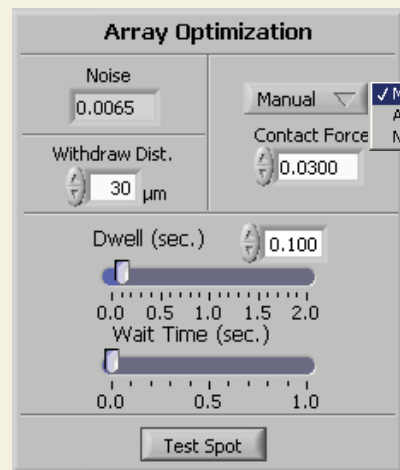 Array Optimization
Noise
0.0065
Withdraw Dist.
30 μm
Manual
Contact Force
0.0300
Dwell (sec.) 0.100
0.0 0.5 1.0 1.5 2.0
Wait Time (sec.)
0.0 0.5 1.0
Test Spot